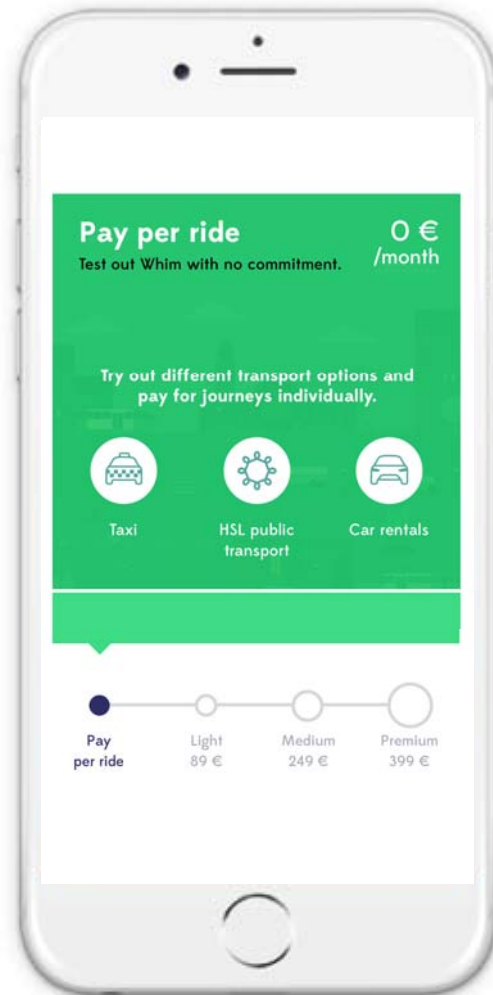 Pay per ride
0 €
/month
Test out Whim with no commitment.
Try out different transport options and
pay for journeys individually.
Taxi
HSL public
transport
Car rentals
Pay
per ride
Light
89 €
Medium
249 €
Premium
399 €